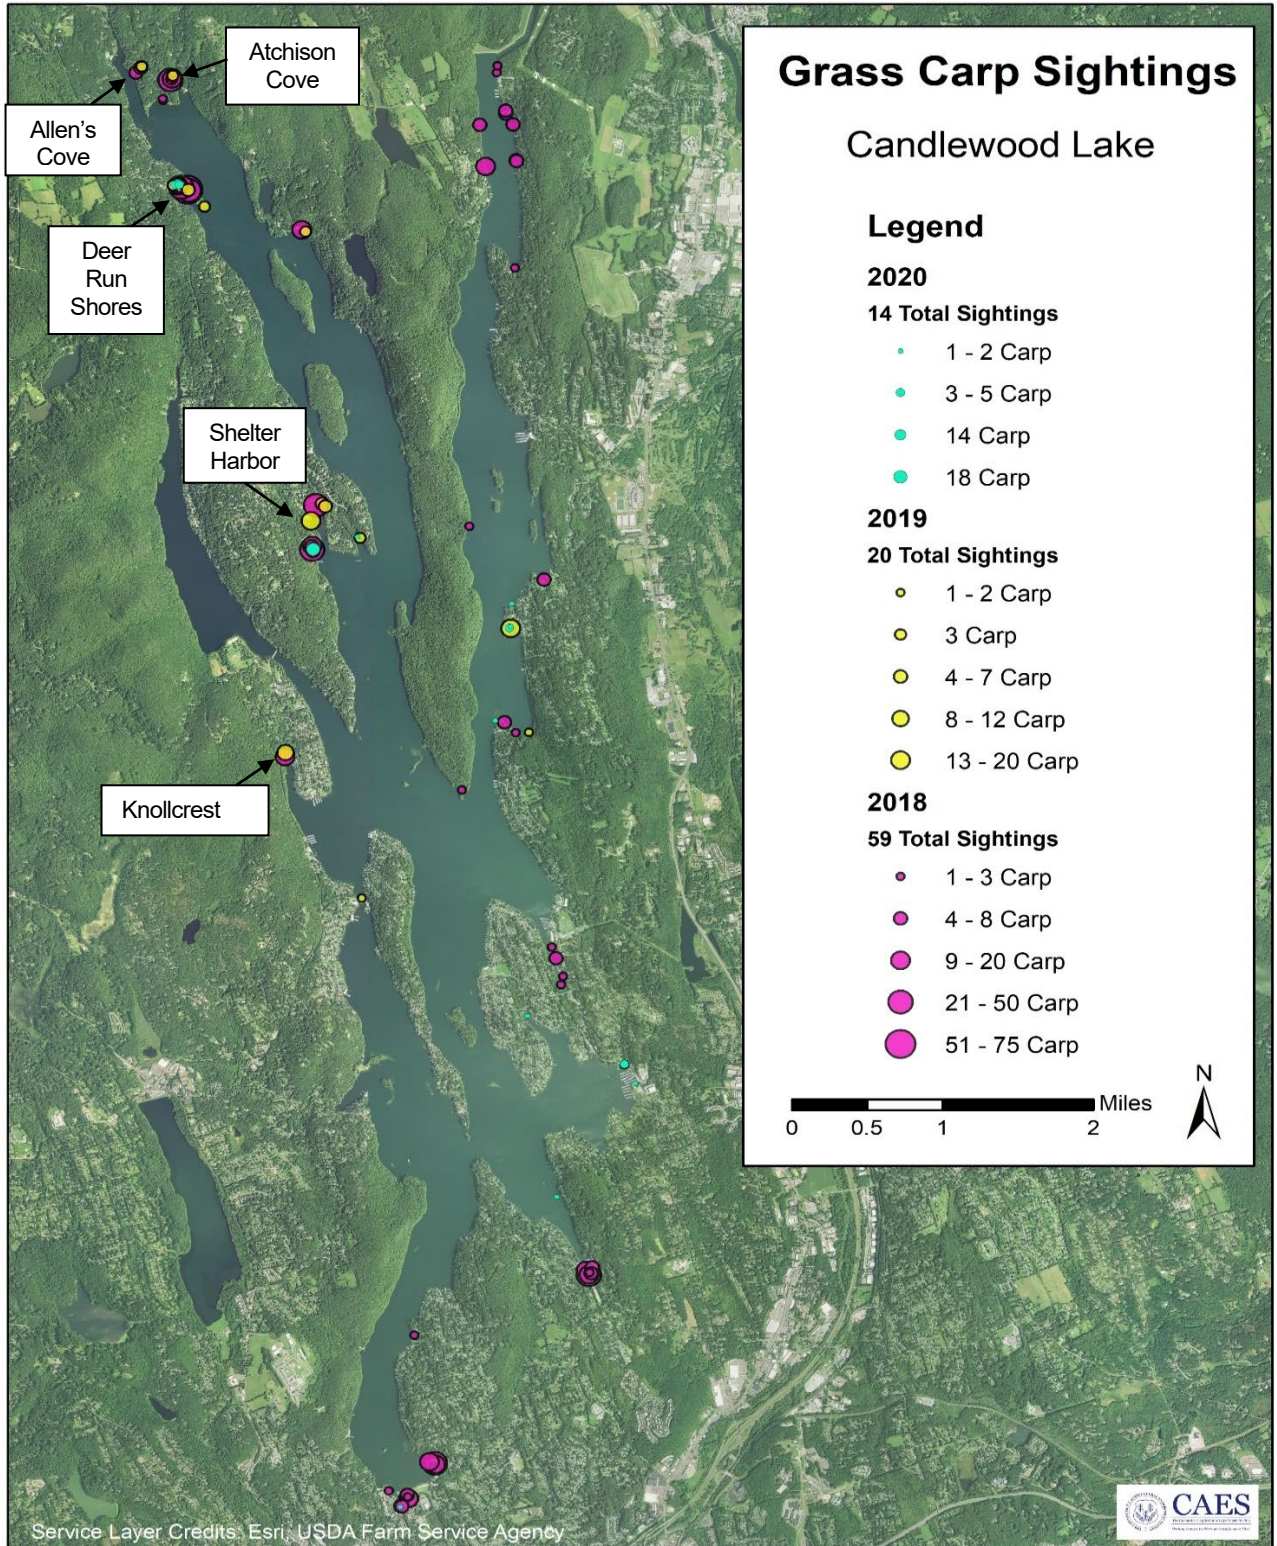 Grass Carp Sightings
Candlewood Lake
Legend
2020
14 Total Sightings
1 - 2 Carp
3 - 5 Carp
14 Carp
18 Carp
2019
20 Total Sightings
1 - 2 Carp
3 Carp
4 - 7 Carp
8 - 12 Carp
13 - 20 Carp
2018
59 Total Sightings
1 - 3 Carp
4 - 8 Carp
9 - 20 Carp
21 - 50 Carp
51 - 75 Carp
N
Miles
0 0.5 1 2
Atchison
Cove
Allen's
Cove
Deer
Run
Shores
Shelter
Harbor
Knollcrest
Service Layer Credits: Esri, USDA Farm Service Agency
CAES